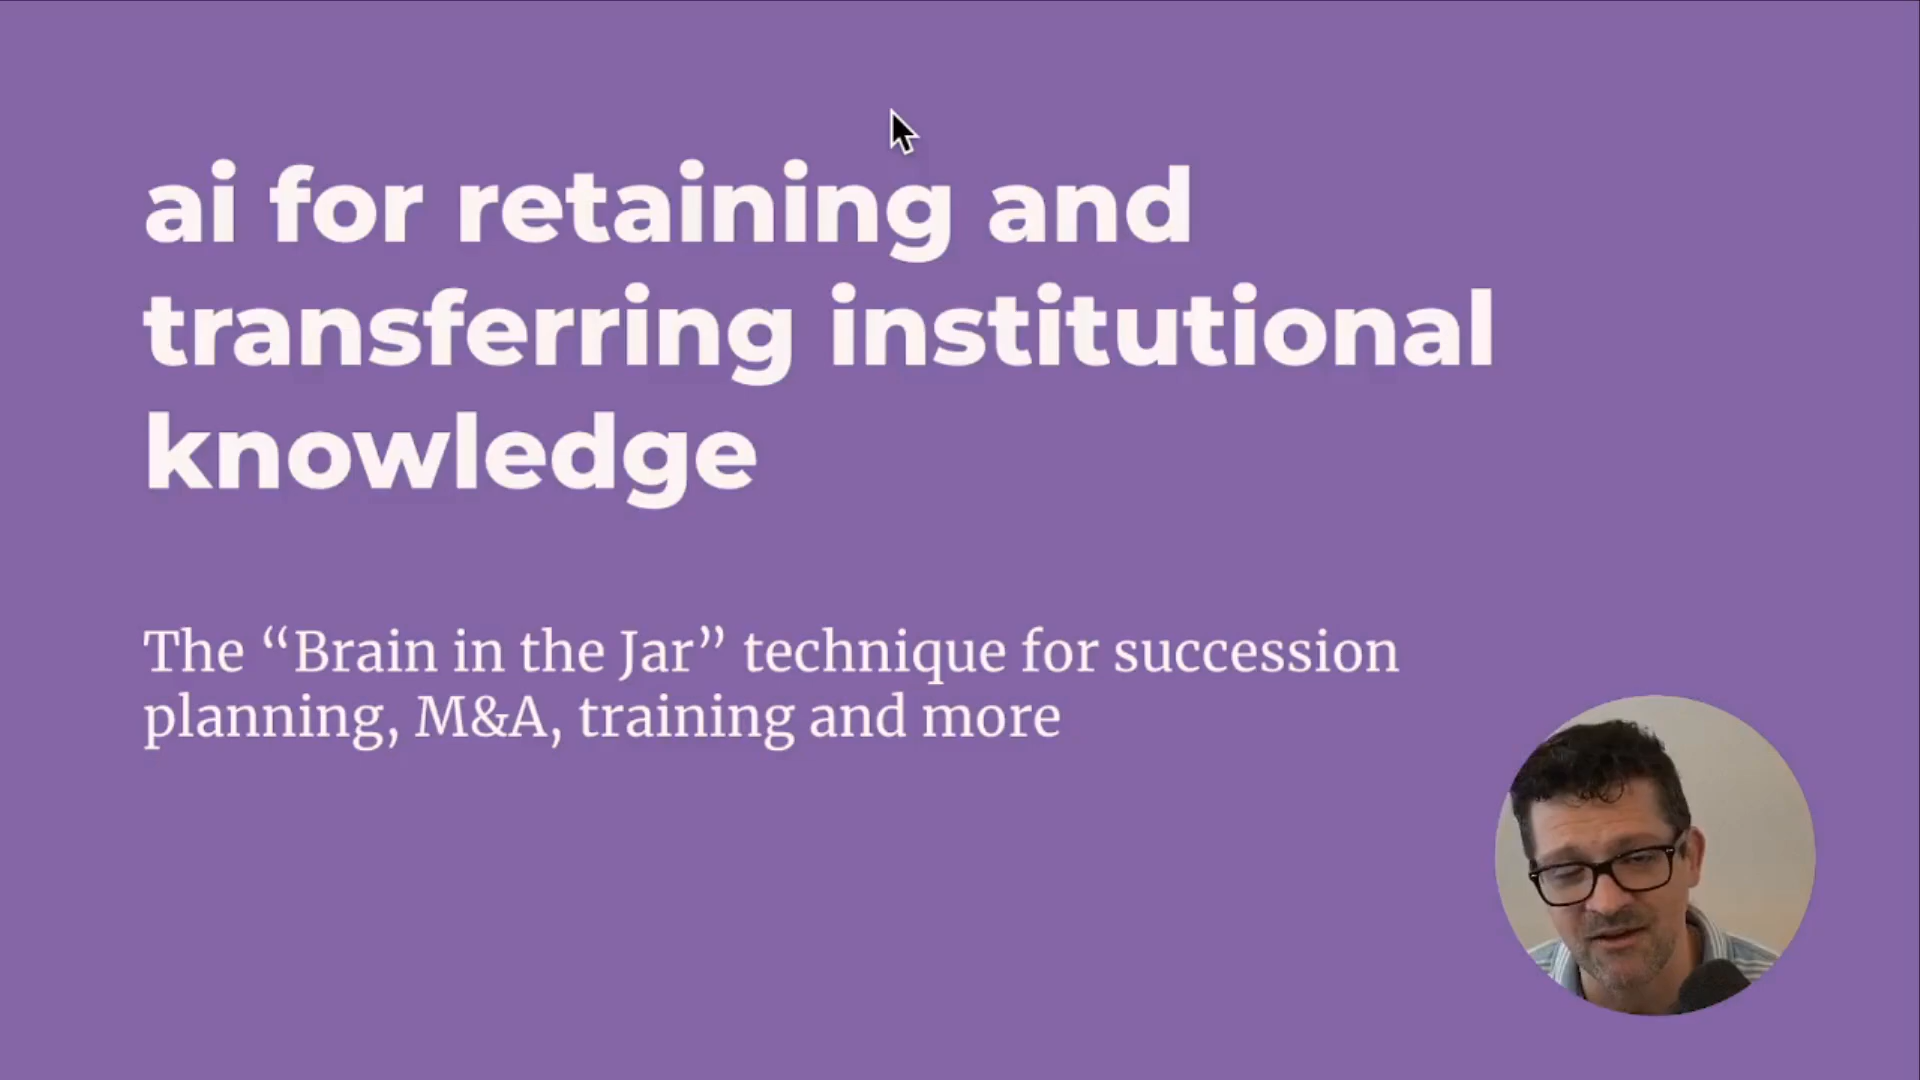 ai for retaining and
transferring institutional
knowledge
The “Brain in the Jar” technique for succession
planning, M&A, training and more